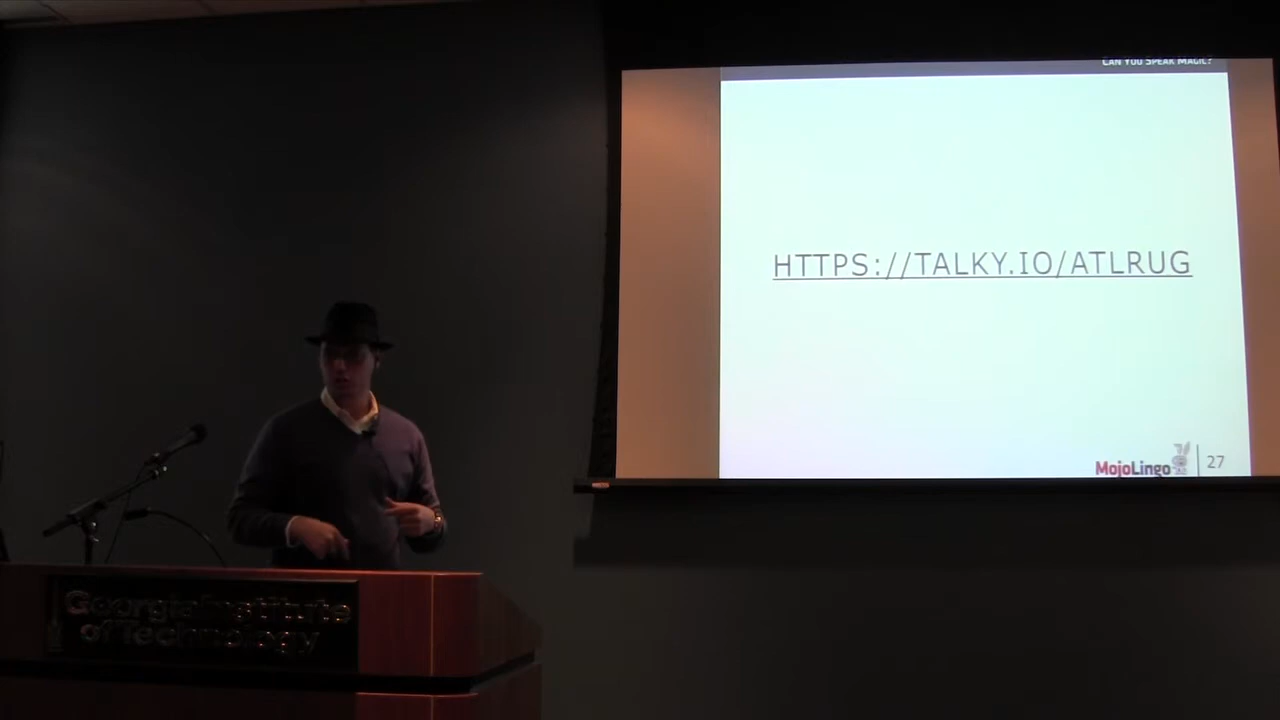 CAN YOU SPEAK MAGIC?
HTTPS://TALKY.IO/ATLRUG
MojoLingo
27
Georgia Institute
of Technology